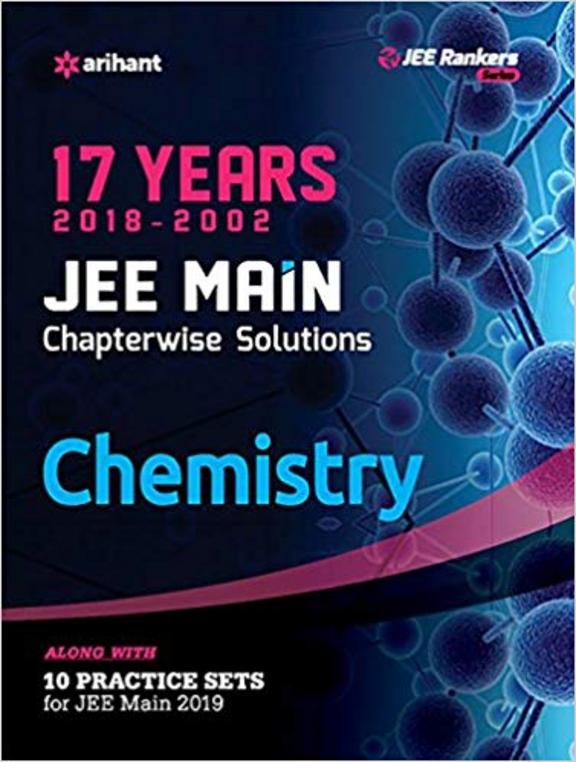 arihant
JEE Rankers
Series
17 YEARS
2018-2002
JEE MAiN
Chapterwise Solutions
Chemistry
ALONG WITH
10 PRACTICE SETS
for JEE Main 2019